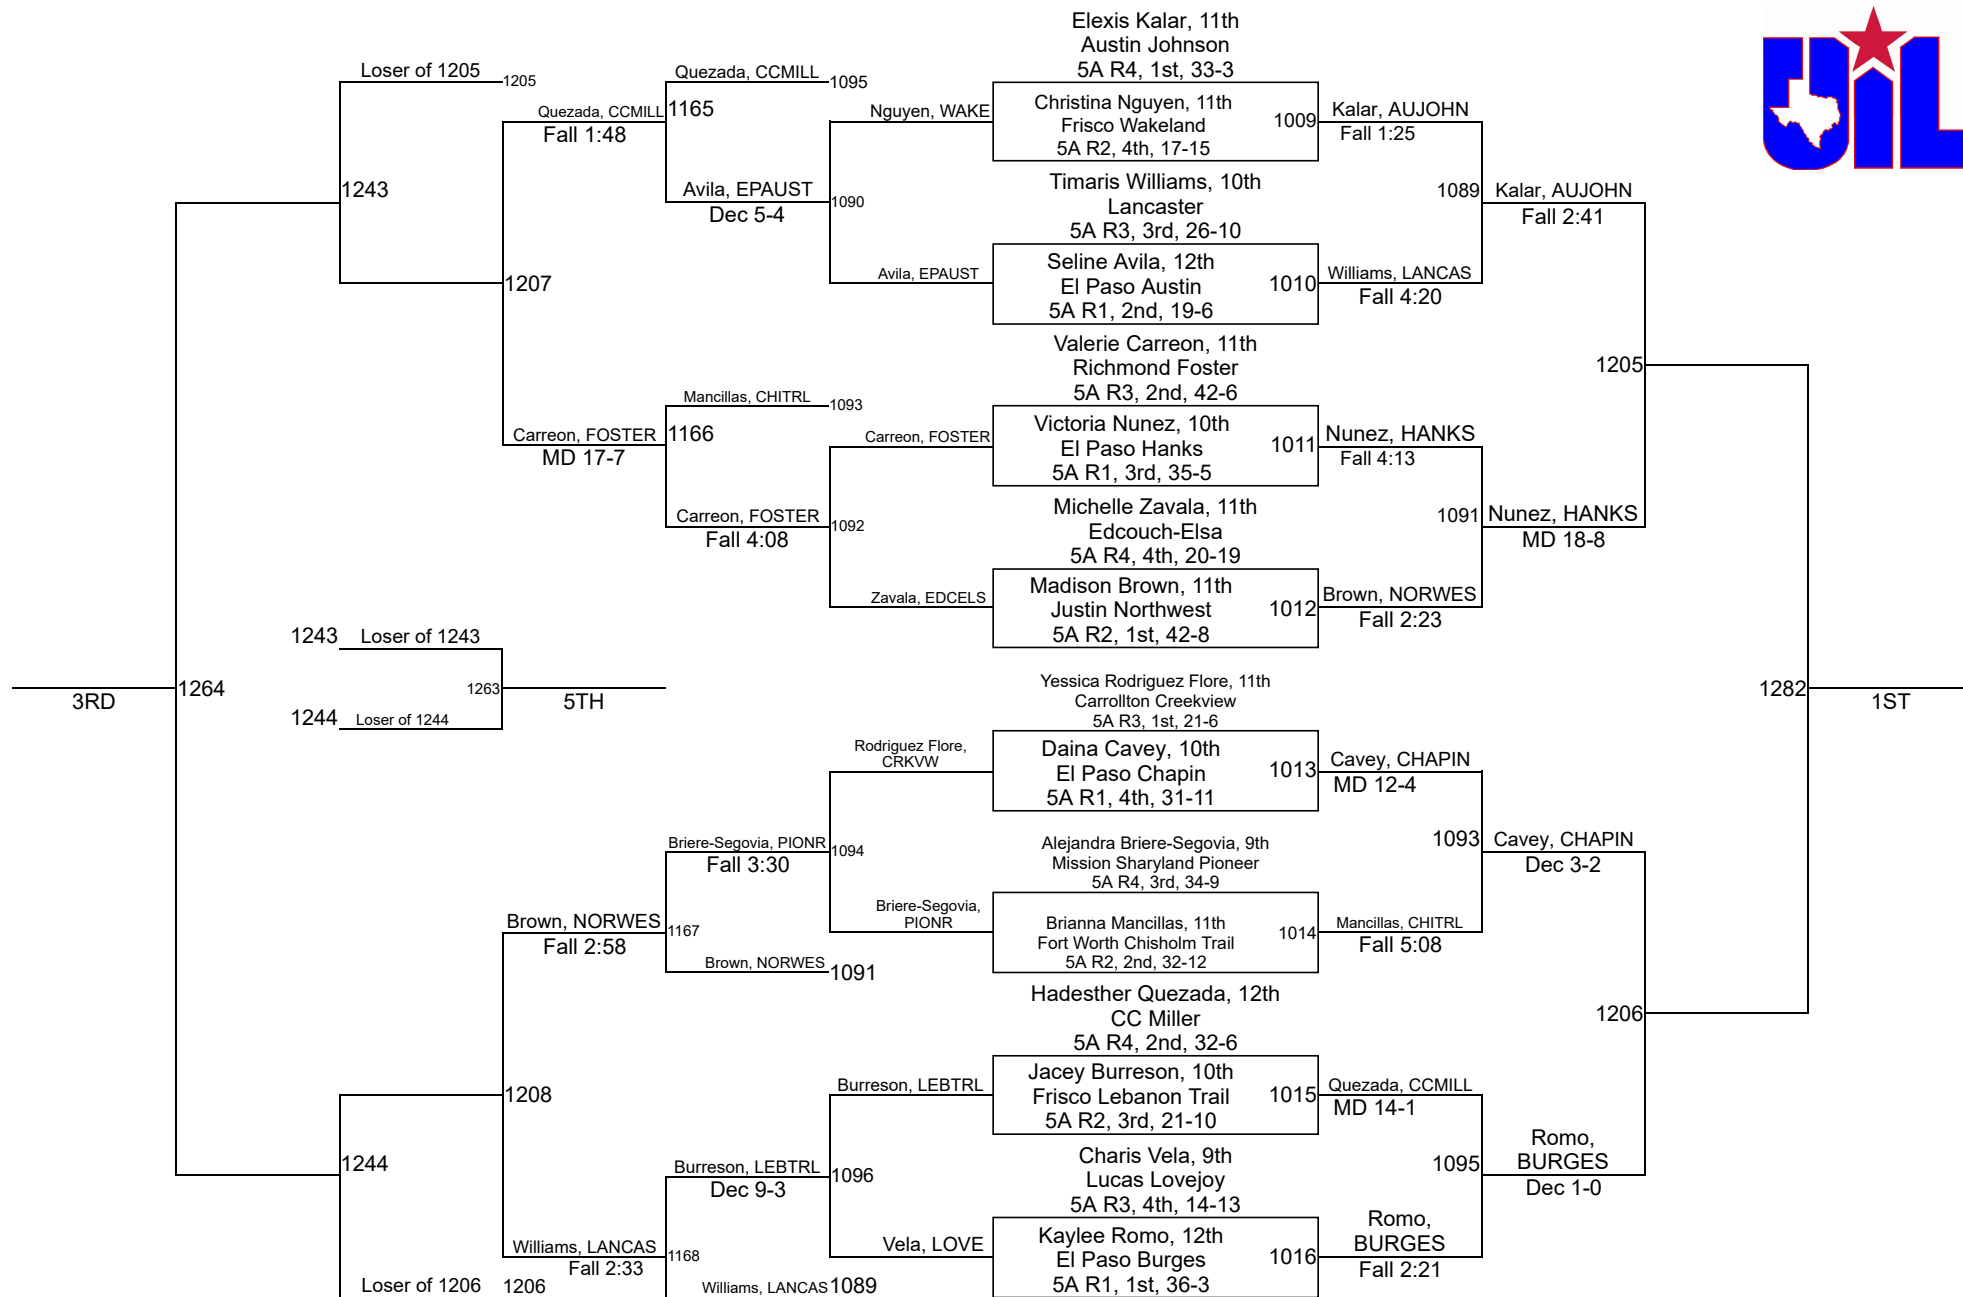 UIL
Loser of 1205
1205
Quezada, CCMILL
Fall 1:48
1165
Quezada, CCMILL
1095
Avila, EPAUST
Dec 5-4
1090
1243
1207
Nguyen, WAKE
Avila, EPAUST
Mancillas, CHITRL
1093
Carreon, FOSTER
MD 17-7
1166
Carreon, FOSTER
Fall 4:08
1092
Carreon, FOSTER
Zavala, EDCELS
1243
Loser of 1243
1263
5TH
1244
Loser of 1244
3RD
1264
Rodriguez Flore,
CRKVW
Briere-Segovia, PIONR
Fall 3:30
1094
Briere-Segovia,
PIONR
Brown, NORWES
Fall 2:58
1167
Brown, NORWES
1091
1208
1244
Burreson, LEBTRL
Burreson, LEBTRL
Dec 9-3
1096
Vela, LOVE
Williams, LANCAS
Fall 2:33
1168
Loser of 1206
1206
Williams, LANCAS
1089
Elexis Kalar, 11th
Austin Johnson
5A R4, 1st, 33-3
Christina Nguyen, 11th
Frisco Wakeland
5A R2, 4th, 17-15
1009
Timaris Williams, 10th
Lancaster
5A R3, 3rd, 26-10
Seline Avila, 12th
El Paso Austin
5A R1, 2nd, 19-6
1010
Valerie Carreon, 11th
Richmond Foster
5A R3, 2nd, 42-6
Victoria Nunez, 10th
El Paso Hanks
5A R1, 3rd, 35-5
1011
Michelle Zavala, 11th
Edcouch-Elsa
5A R4, 4th, 20-19
Madison Brown, 11th
Justin Northwest
5A R2, 1st, 42-8
1012
Yessica Rodriguez Flore, 11th
Carrollton Creekview
5A R3, 1st, 21-6
Daina Cavey, 10th
El Paso Chapin
5A R1, 4th, 31-11
1013
Alejandra Briere-Segovia, 9th
Mission Sharyland Pioneer
5A R4, 3rd, 34-9
Brianna Mancillas, 11th
Fort Worth Chisholm Trail
5A R2, 2nd, 32-12
1014
Hadesther Quezada, 12th
CC Miller
5A R4, 2nd, 32-6
Jacey Burreson, 10th
Frisco Lebanon Trail
5A R2, 3rd, 21-10
1015
Charis Vela, 9th
Lucas Lovejoy
5A R3, 4th, 14-13
Kaylee Romo, 12th
El Paso Burges
5A R1, 1st, 36-3
1016
Kalar, AUJOHN
Fall 1:25
1089
Kalar, AUJOHN
Fall 2:41
Williams, LANCAS
Fall 4:20
1205
Nunez, HANKS
Fall 4:13
1091
Nunez, HANKS
MD 18-8
Brown, NORWES
Fall 2:23
1282
1ST
Cavey, CHAPIN
MD 12-4
1093
Cavey, CHAPIN
Dec 3-2
Mancillas, CHITRL
Fall 5:08
1206
Quezada, CCMILL
MD 14-1
1095
Romo,
BURGES
Dec 1-0
Romo,
BURGES
Fall 2:21